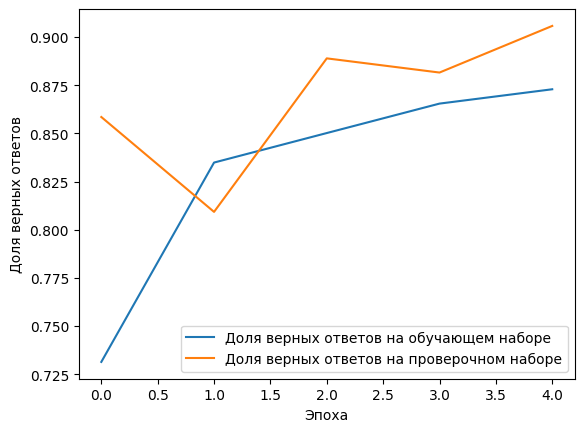 0.900
0.875
0.850
0.825
0.800
0.775
0.750
0.725
Доля верных ответов
Доля верных ответов на обучающем наборе
Доля верных ответов на проверочном наборе
0.0 0.5 1.0 1.5 2.0 2.5 3.0 3.5 4.0
Эпоха